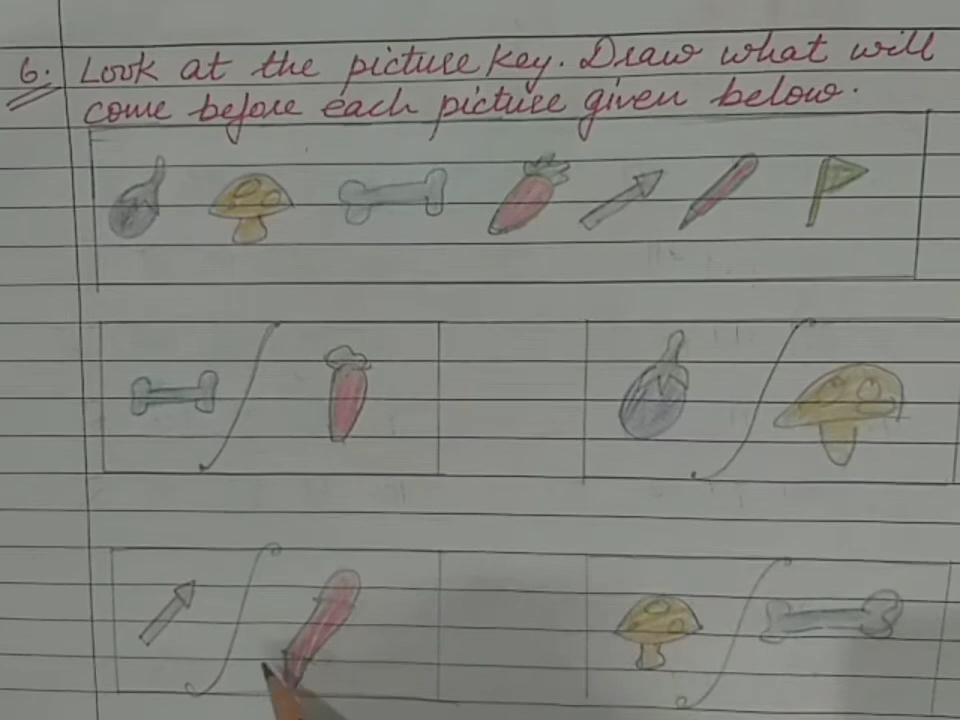 6. Look at the picture key. Draw what will
come before each picture given below.